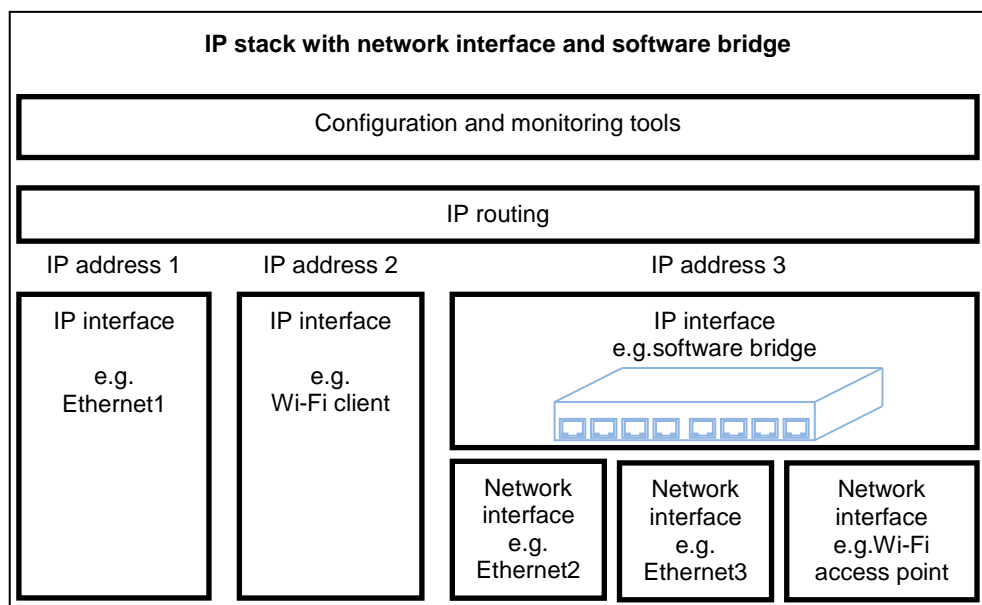 IP stack with network interface and software bridge
Configuration and monitoring tools
IP routing
IP address 1
IP address 2
IP address 3
IP interface
e.g.
Ethernet1
IP interface
e.g.
Wi-Fi client
IP interface
e.g.software bridge
Network
interface
e.g.
Ethernet2
Network
interface
e.g.
Ethernet3
Network
interface
e.g.Wi-Fi
access point